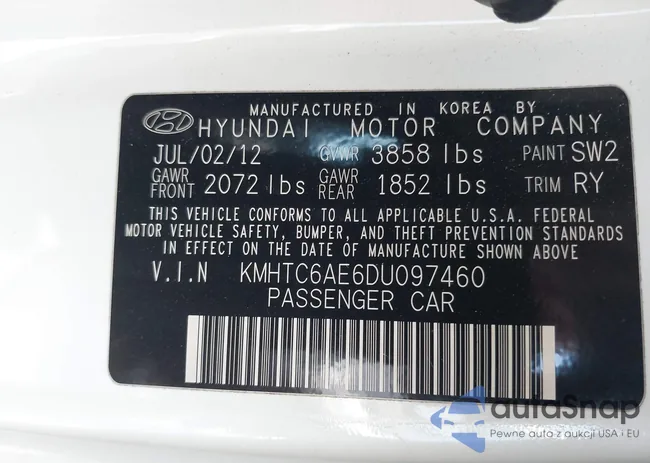 MANUFACTURED IN KOREA BY
HYUNDAI MOTOR COMPANY
JUL/02/12 GVWR 3858 lbs PAINT SW2
GAWR FRONT 2072 lbs GAWR REAR 1852 lbs TRIM RY
THIS VEHICLE CONFORMS TO ALL APPLICABLE U.S.A. FEDERAL
MOTOR VEHICLE SAFETY, BUMPER, AND THEFT PREVENTION STANDARDS
IN EFFECT ON THE DATE OF MANUFACTURE SHOWN ABOVE
V.I.N KMHTC6AE6DU097460
PASSENGER CAR
autoSnap
Pewne auta z aukcji USA i EU